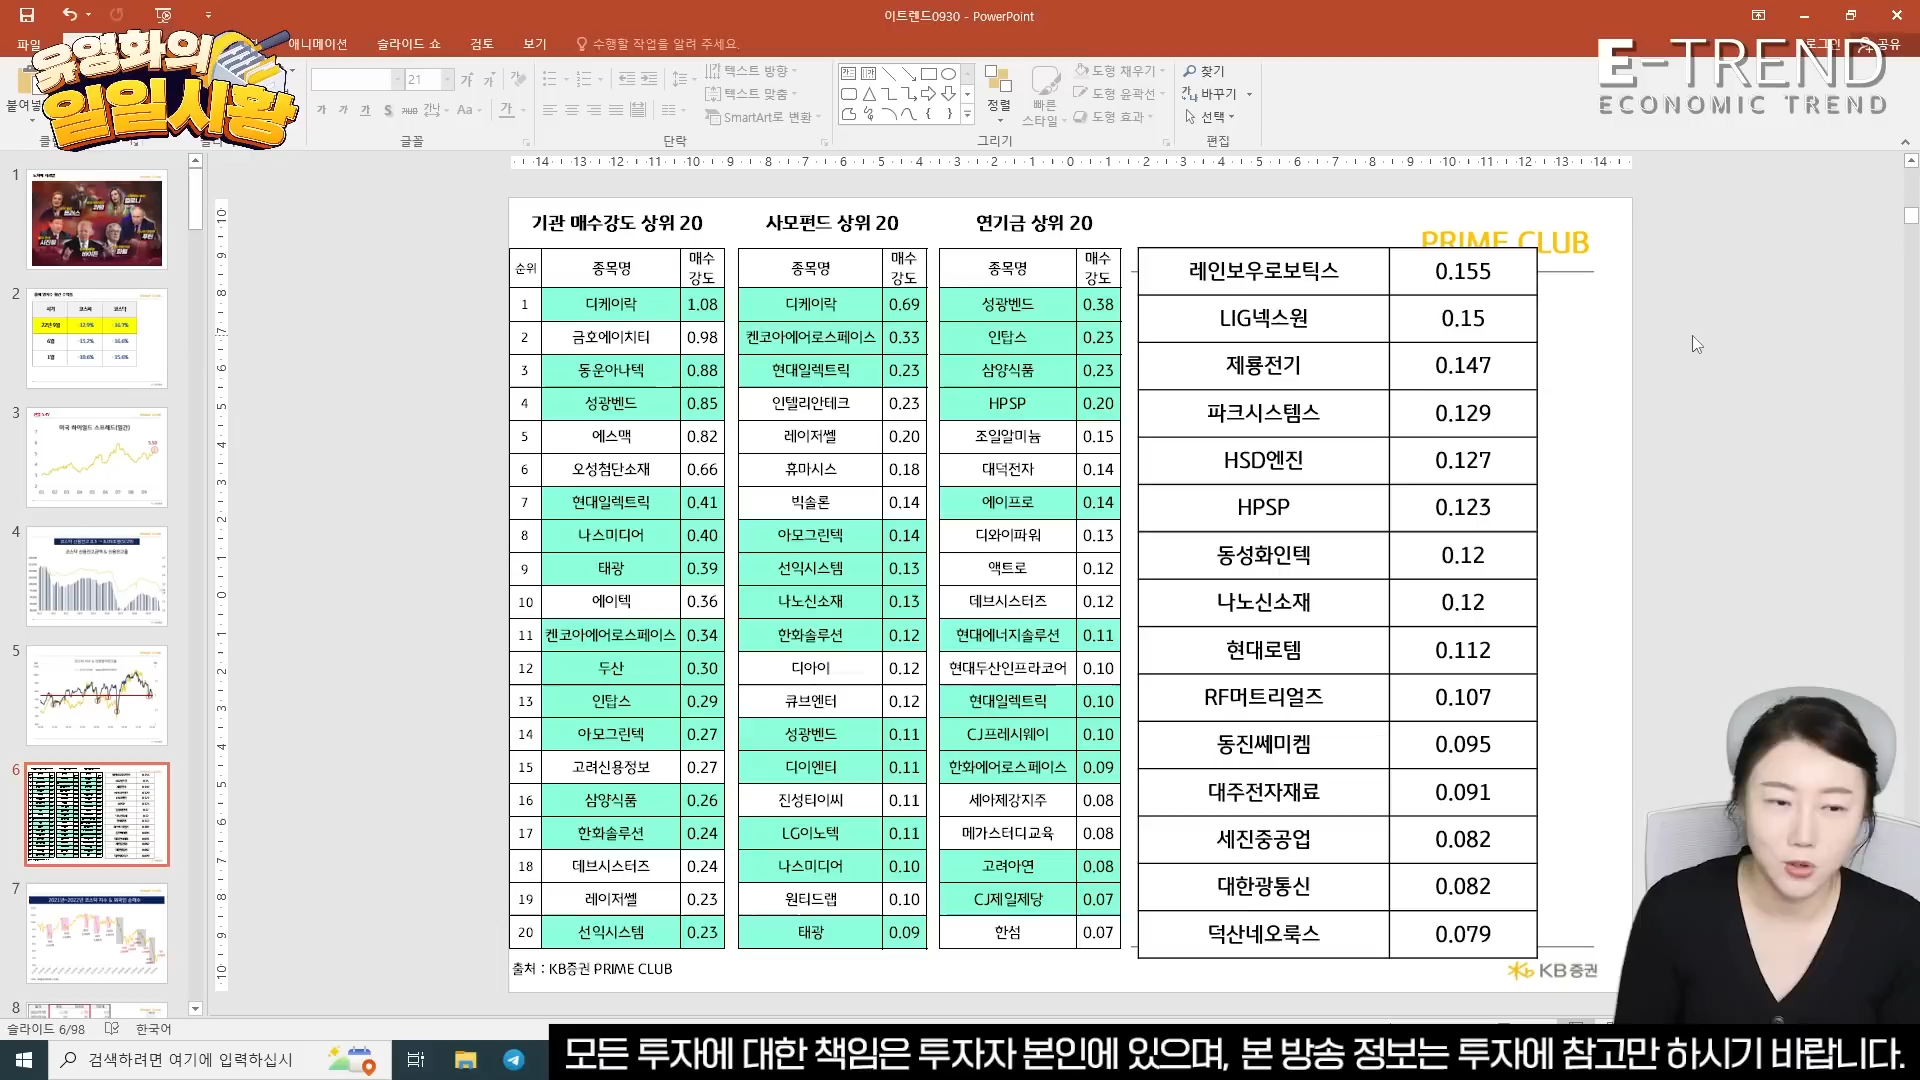 이트렌드0930 - PowerPoint
파일
애니메이션
슬라이드 쇼
검토
보기
수행할 작업을 알려 주세요.
로그인
공유
유영화의
일일시황
E-TREND
ECONOMIC TREND
21
텍스트 방향
텍스트 맞춤
SmartArt로 변환
정렬
빠른
스타일
도형 채우기
도형 윤곽선
도형 효과
찾기
바꾸기
선택
글꼴
단락
그리기
편집
기관 매수강도 상위 20
사모펀드 상위 20
연기금 상위 20
PRIME CLUB
순위 종목명 매수강도 종목명 매수강도 종목명 매수강도
1 디케이락 1.08 디케이락 0.69 성광벤드 0.38
2 금호에이치티 0.98 켄코아에어로스페이스 0.33 인탑스 0.23
3 동운아나텍 0.88 현대일렉트릭 0.23 삼양식품 0.23
4 성광벤드 0.85 인텔리안테크 0.23 HPSP 0.20
5 에스맥 0.82 레이저쎌 0.20 조일알미늄 0.15
6 오성첨단소재 0.66 휴마시스 0.18 대덕전자 0.14
7 현대일렉트릭 0.41 빅솔론 0.14 에이프로 0.14
8 나스미디어 0.40 아모그린텍 0.14 디와이파워 0.13
9 태광 0.39 선익시스템 0.13 액트로 0.12
10 에이텍 0.36 나노신소재 0.13 데브시스터즈 0.12
11 켄코아에어로스페이스 0.34 한화솔루션 0.12 현대에너지솔루션 0.11
12 두산 0.30 디아이 0.12 현대두산인프라코어 0.10
13 인탑스 0.29 큐브엔터 0.12 현대일렉트릭 0.10
14 아모그린텍 0.27 성광벤드 0.11 CJ프레시웨이 0.10
15 고려신용정보 0.27 디이엔티 0.11 한화에어로스페이스 0.09
16 삼양식품 0.26 진성티이씨 0.11 세아제강지주 0.08
17 한화솔루션 0.24 LG이노텍 0.11 메가스터디교육 0.08
18 데브시스터즈 0.24 나스미디어 0.10 고려아연 0.08
19 레이저쎌 0.23 원티드랩 0.10 CJ제일제당 0.07
20 선익시스템 0.23 태광 0.09 한섬 0.07
레인보우로보틱스 0.155
LIG넥스원 0.15
제룡전기 0.147
파크시스템스 0.129
HSD엔진 0.127
HPSP 0.123
동성화인텍 0.12
나노신소재 0.12
현대로템 0.112
RF머트리얼즈 0.107
동진쎄미켐 0.095
대주전자재료 0.091
세진중공업 0.082
대한광통신 0.082
덕산네오룩스 0.079
출처 : KB증권 PRIME CLUB
KB증권
1
2
3
미국 하이일드 스프레드(월간)
4
5
6
7
8
슬라이드 6/98
한국어
검색하려면 여기에 입력하십시
모든 투자에 대한 책임은 투자자 본인에 있으며, 본 방송 정보는 투자에 참고만 하시기 바랍니다.